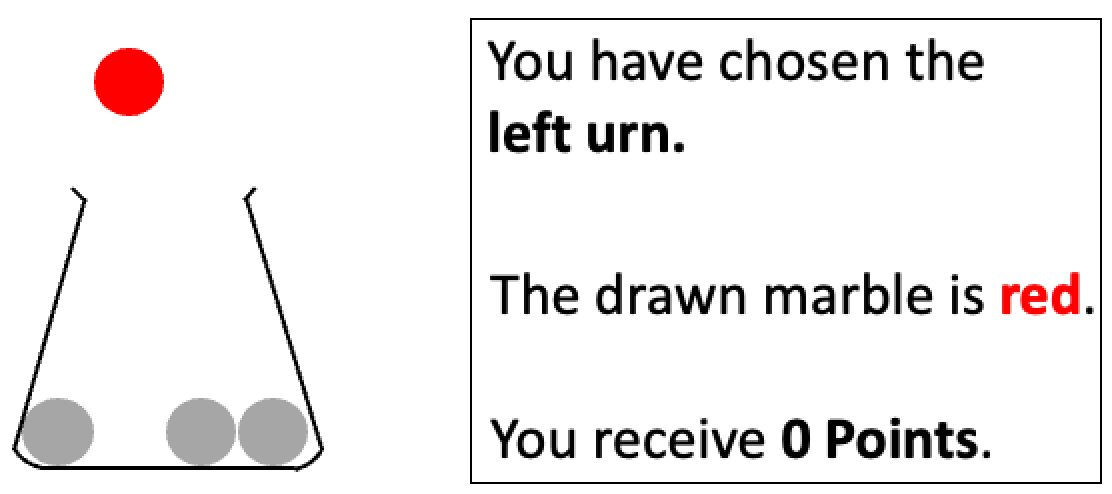 You have chosen the
left urn.
The drawn marble is red.
You receive 0 Points.